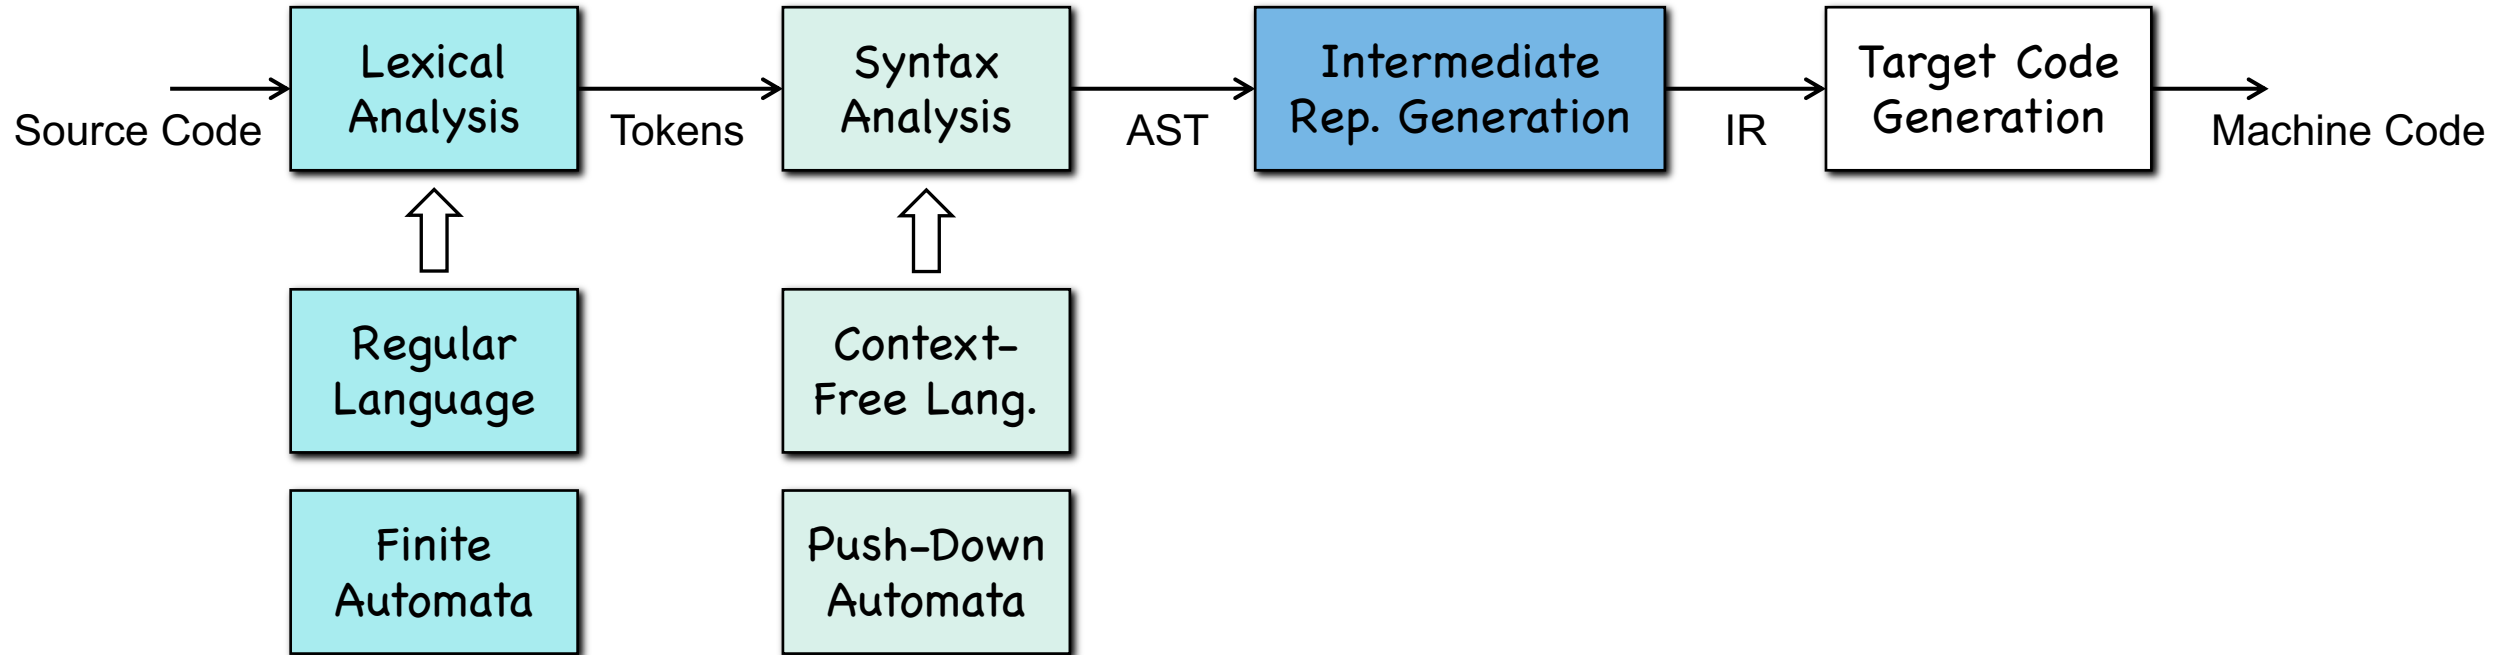 Source Code
Lexical
Analysis
Tokens
Syntax
Analysis
AST
Intermediate
Rep. Generation
IR
Target Code
Generation
Machine Code
Regular
Language
Context-
Free Lang.
Finite
Automata
Push-Down
Automata